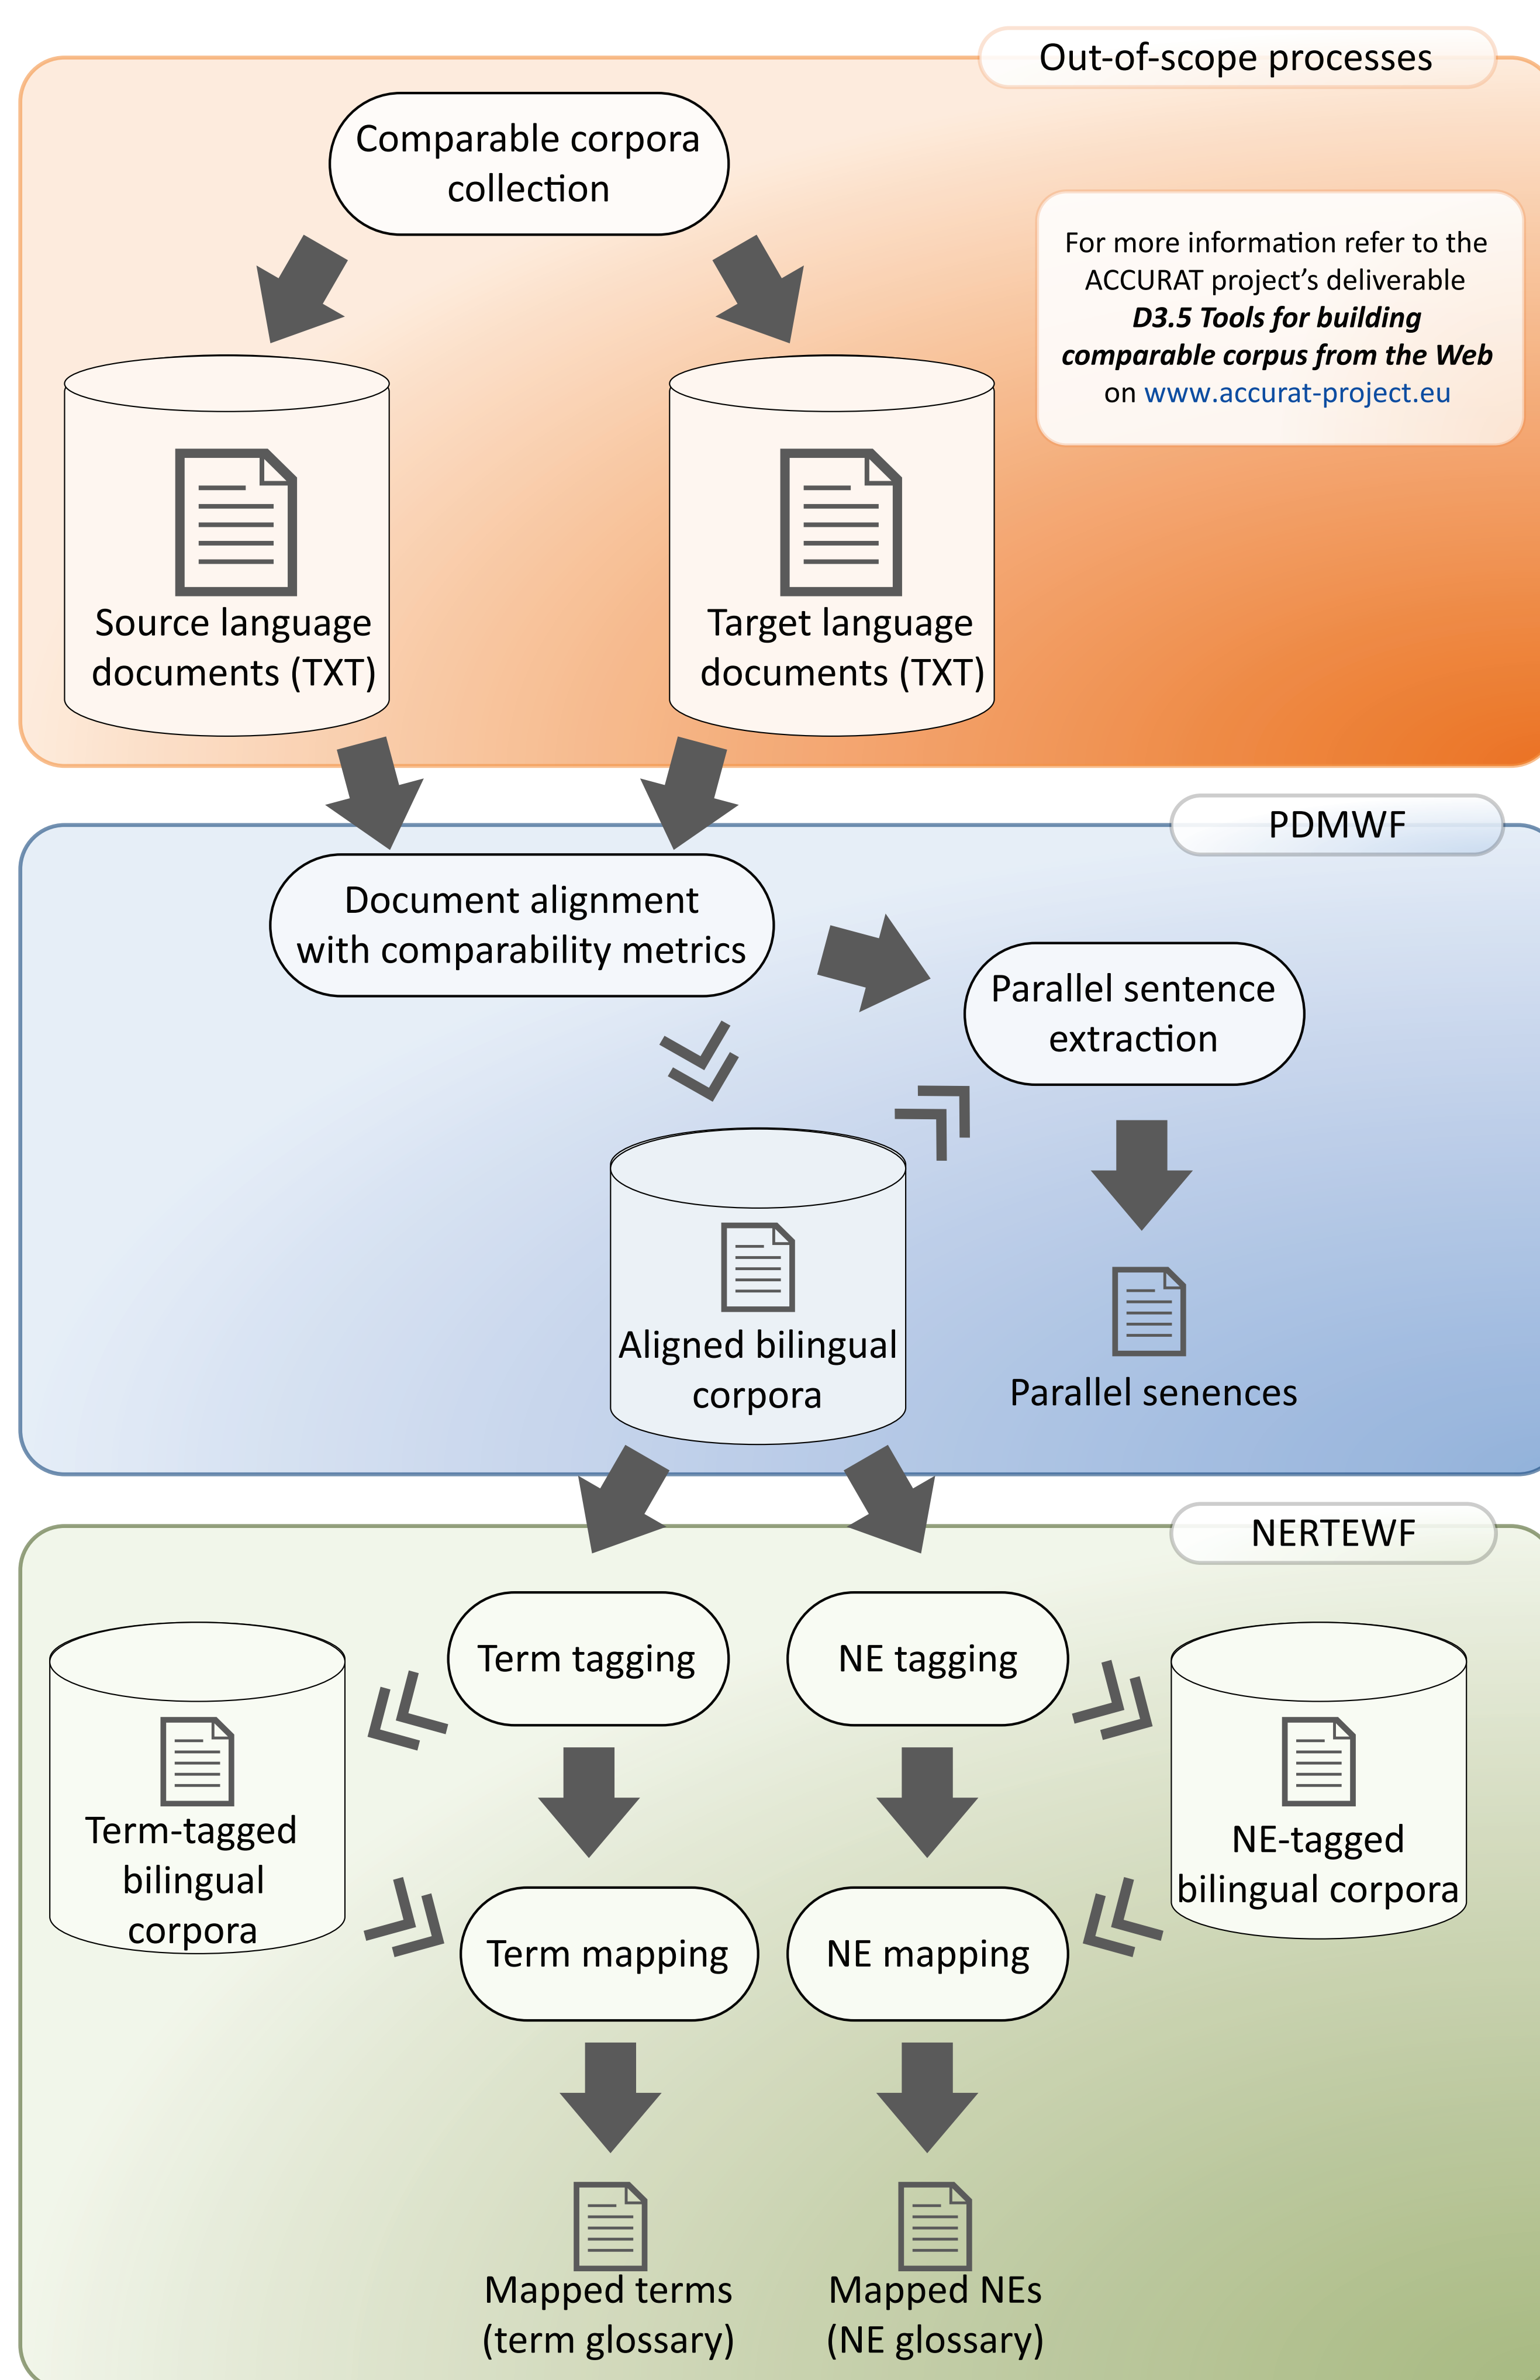 Out-of-scope processes
Comparable corpora
collection
For more information refer to the
ACCURAT project’s deliverable
D3.5 Tools for building
comparable corpus from the Web
on www.accurat-project.eu
Source language
documents (TXT)
Target language
documents (TXT)
PDMWF
Document alignment
with comparability metrics
Parallel sentence
extraction
Aligned bilingual
corpora
Parallel senences
NERTEWF
Term tagging
NE tagging
Term-tagged
bilingual
corpora
NE-tagged
bilingual corpora
Term mapping
NE mapping
Mapped terms
(term glossary)
Mapped NEs
(NE glossary)